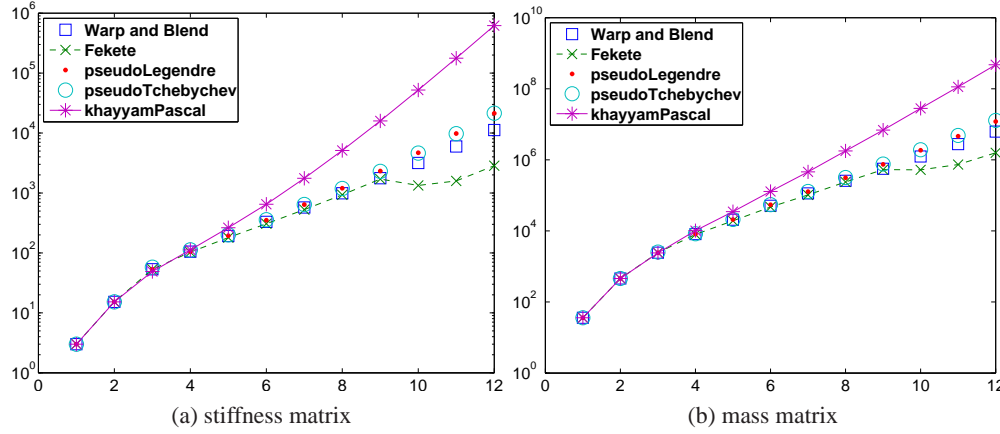 10^6
10^5
10^4
10^3
10^2
10^1
10^0
0 2 4 6 8 10 12
Warp and Blend
Fekete
pseudoLegendre
pseudoTchebychev
khayyamPascal
(a) stiffness matrix
10^10
10^8
10^6
10^4
10^2
10^0
0 2 4 6 8 10 12
Warp and Blend
Fekete
pseudoLegendre
pseudoTchebychev
khayyamPascal
(b) mass matrix